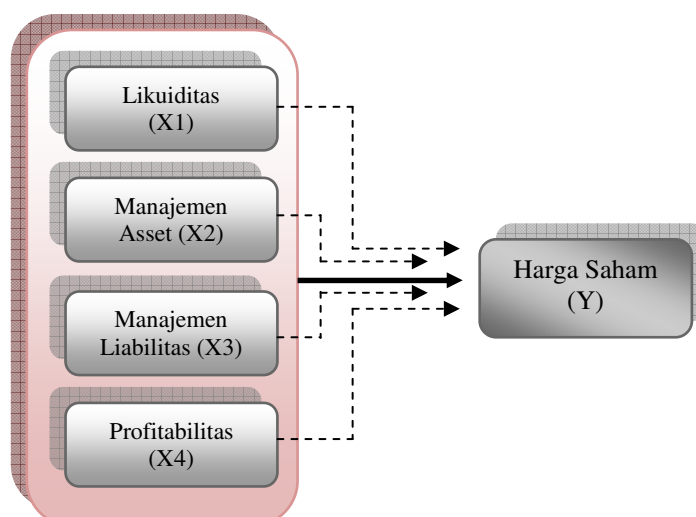 Likuiditas
(X1)
Manajemen
Asset (X2)
Manajemen
Liabilitas (X3)
Profitabilitas
(X4)
Harga Saham
(Y)